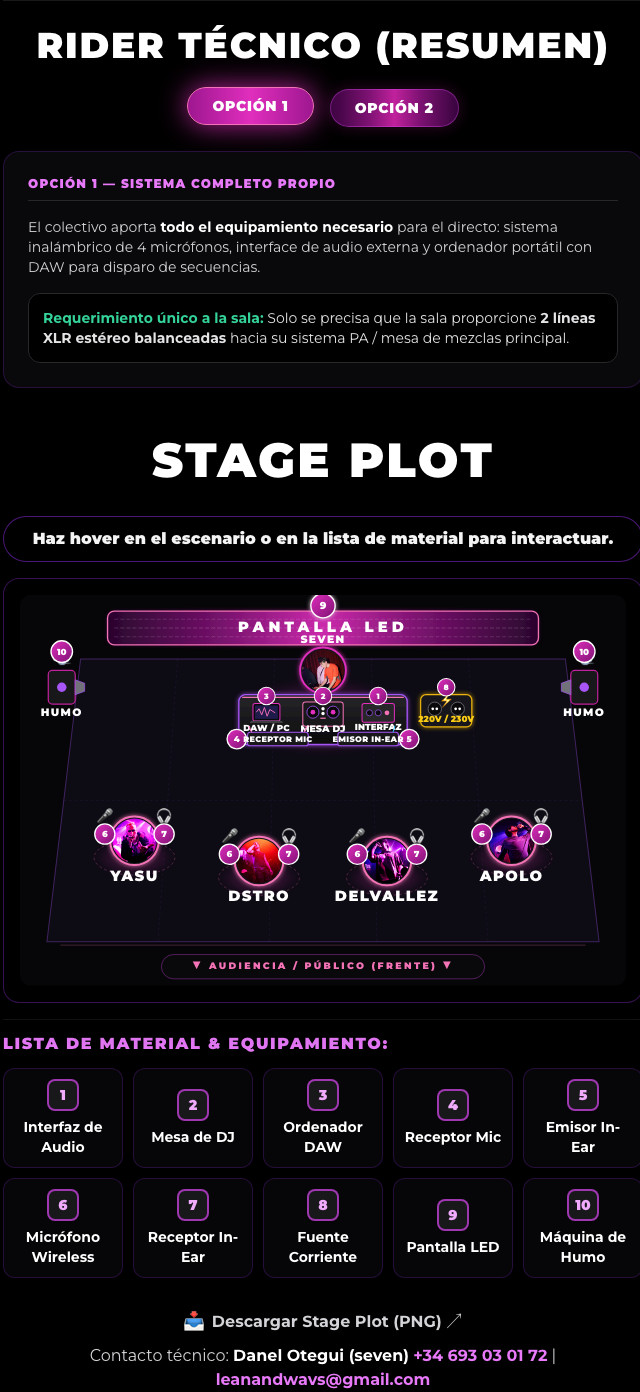 RIDER TÉCNICO (RESUMEN)
OPCIÓN 1
OPCIÓN 2
OPCIÓN 1 — SISTEMA COMPLETO PROPIO
El colectivo aporta todo el equipamiento necesario para el directo: sistema
inalámbrico de 4 micrófonos, interface de audio externa y ordenador portátil con
DAW para disparo de secuencias.
Requerimiento único a la sala: Solo se precisa que la sala proporcione 2 líneas
XLR estéreo balanceadas hacia su sistema PA / mesa de mezclas principal.
STAGE PLOT
Haz hover en el escenario o en la lista de material para interactuar.
9
PANTALLA LED
SEVEN
10
HUMO
10
HUMO
3
2
1
8
DAW / PC
MESA DJ
INTERFAZ
220V / 230V
4
RECEPTOR MIC
EMISOR IN-EAR
5
6
7
YASU
6
7
DSTRO
6
7
DELVALLEZ
6
7
APOLO
▼ AUDIENCIA / PÚBLICO (FRENTE) ▼
LISTA DE MATERIAL & EQUIPAMIENTO:
1
Interfaz de
Audio
2
Mesa de DJ
3
Ordenador
DAW
4
Receptor Mic
5
Emisor In-
Ear
6
Micrófono
Wireless
7
Receptor In-
Ear
8
Fuente
Corriente
9
Pantalla LED
10
Máquina de
Humo
📥 Descargar Stage Plot (PNG) ↗
Contacto técnico: Danel Otegui (seven) +34 693 03 01 72 |
leanandwavs@gmail.com